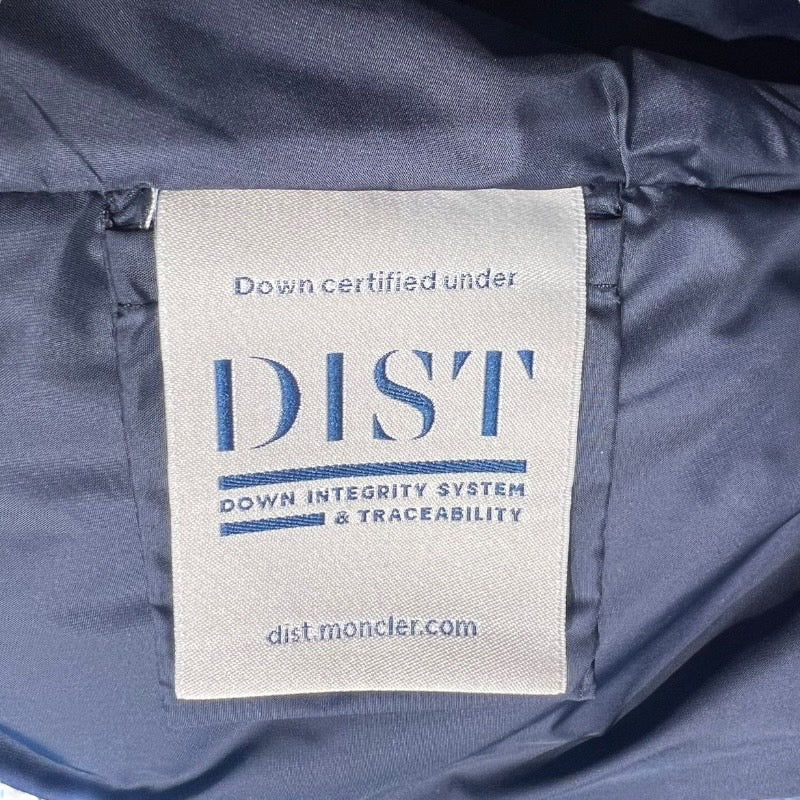 Down certified under
DIST
DOWN INTEGRITY SYSTEM
& TRACEABILITY
dist.moncler.com